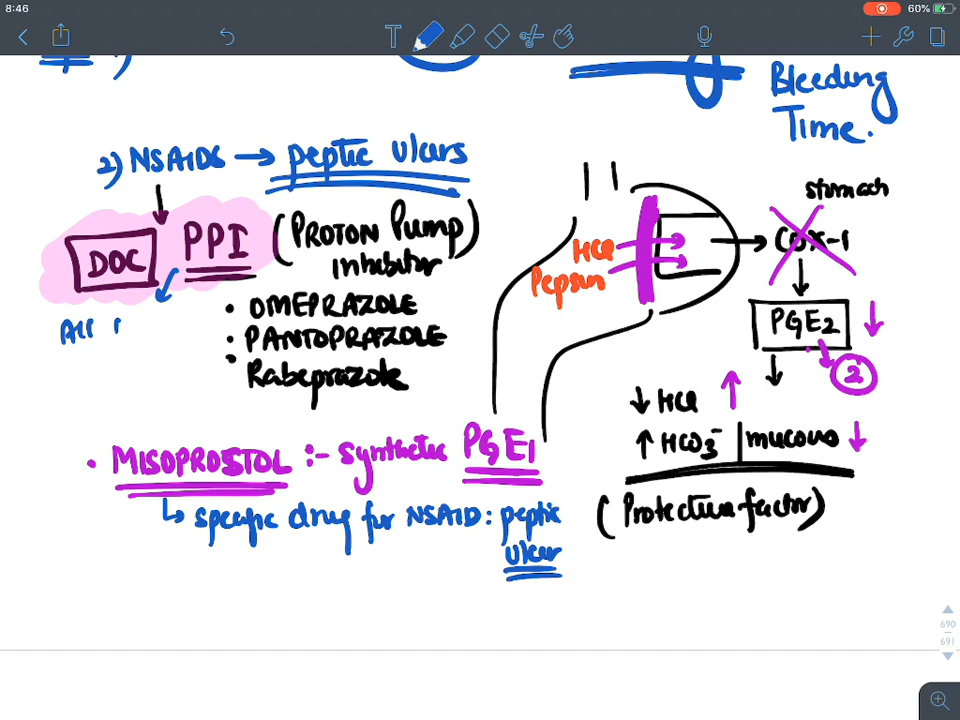 8:46
60%
T
Bleeding
Time.
2) NSAIDS → peptic ulcers
stomach
DOC PPI (PROTON Pump
Inhibitor)
HCl
Pepsin
COX-1
• OMEPRAZOLE
• PANTOPRAZOLE
• Rabeprazole
All
PGE2 ↓
2
↓ HCl ↑
↑ HCO3- | mucous ↓
(Protective factor)
• MISOPROSTOL :- synthetic PGE1
↳ specific drug for NSAID: peptic
ulcer
690
691